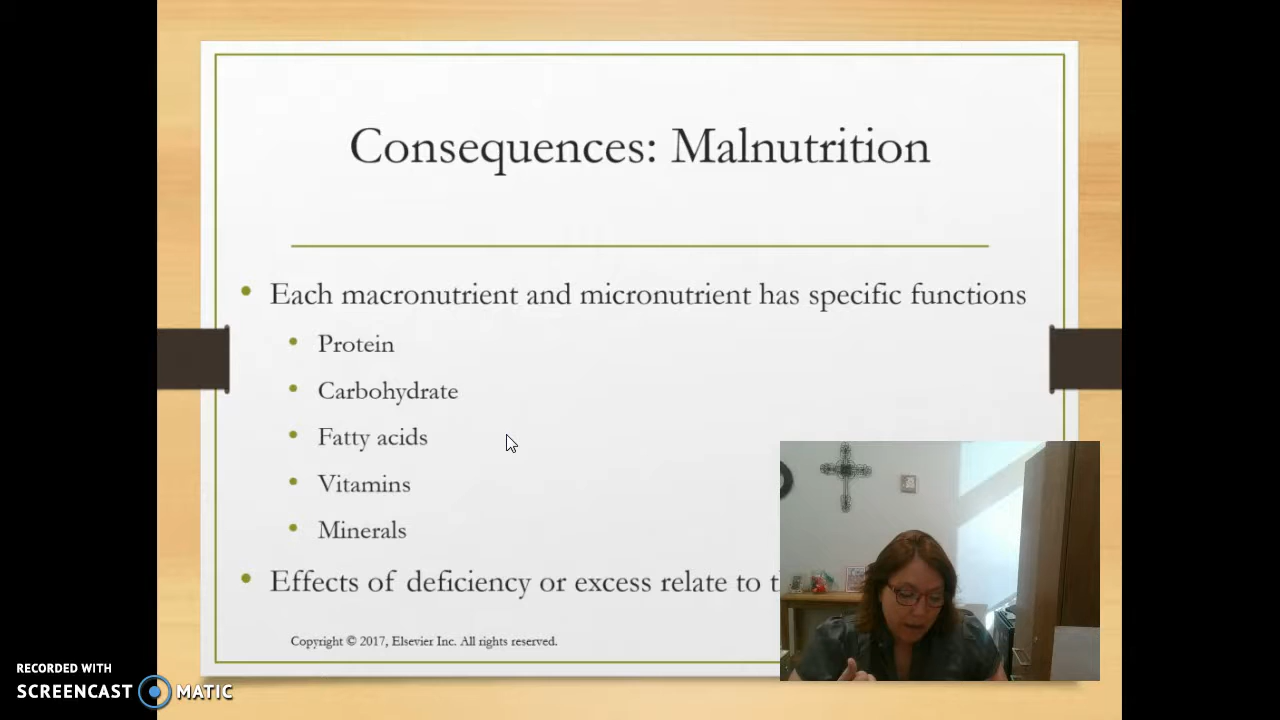 Consequences: Malnutrition
• Each macronutrient and micronutrient has specific functions
• Protein
• Carbohydrate
• Fatty acids
• Vitamins
• Minerals
• Effects of deficiency or excess relate to
Copyright © 2017, Elsevier Inc. All rights reserved.
RECORDED WITH
SCREENCAST MATIC